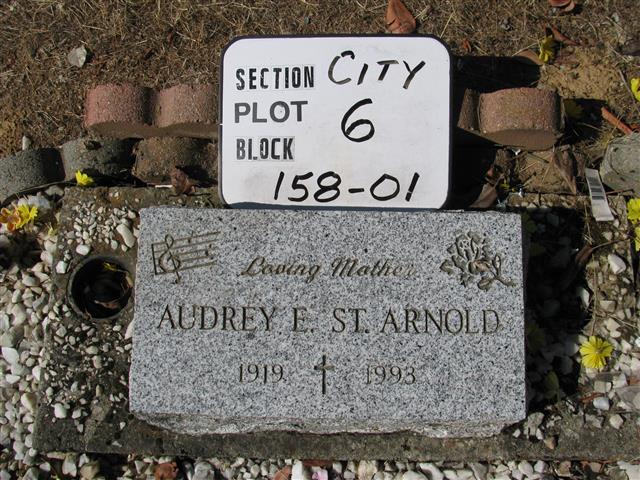 SECTION CITY
PLOT 6
BLOCK
158-01
Loving Mother
AUDREY E. ST. ARNOLD
1919 1993